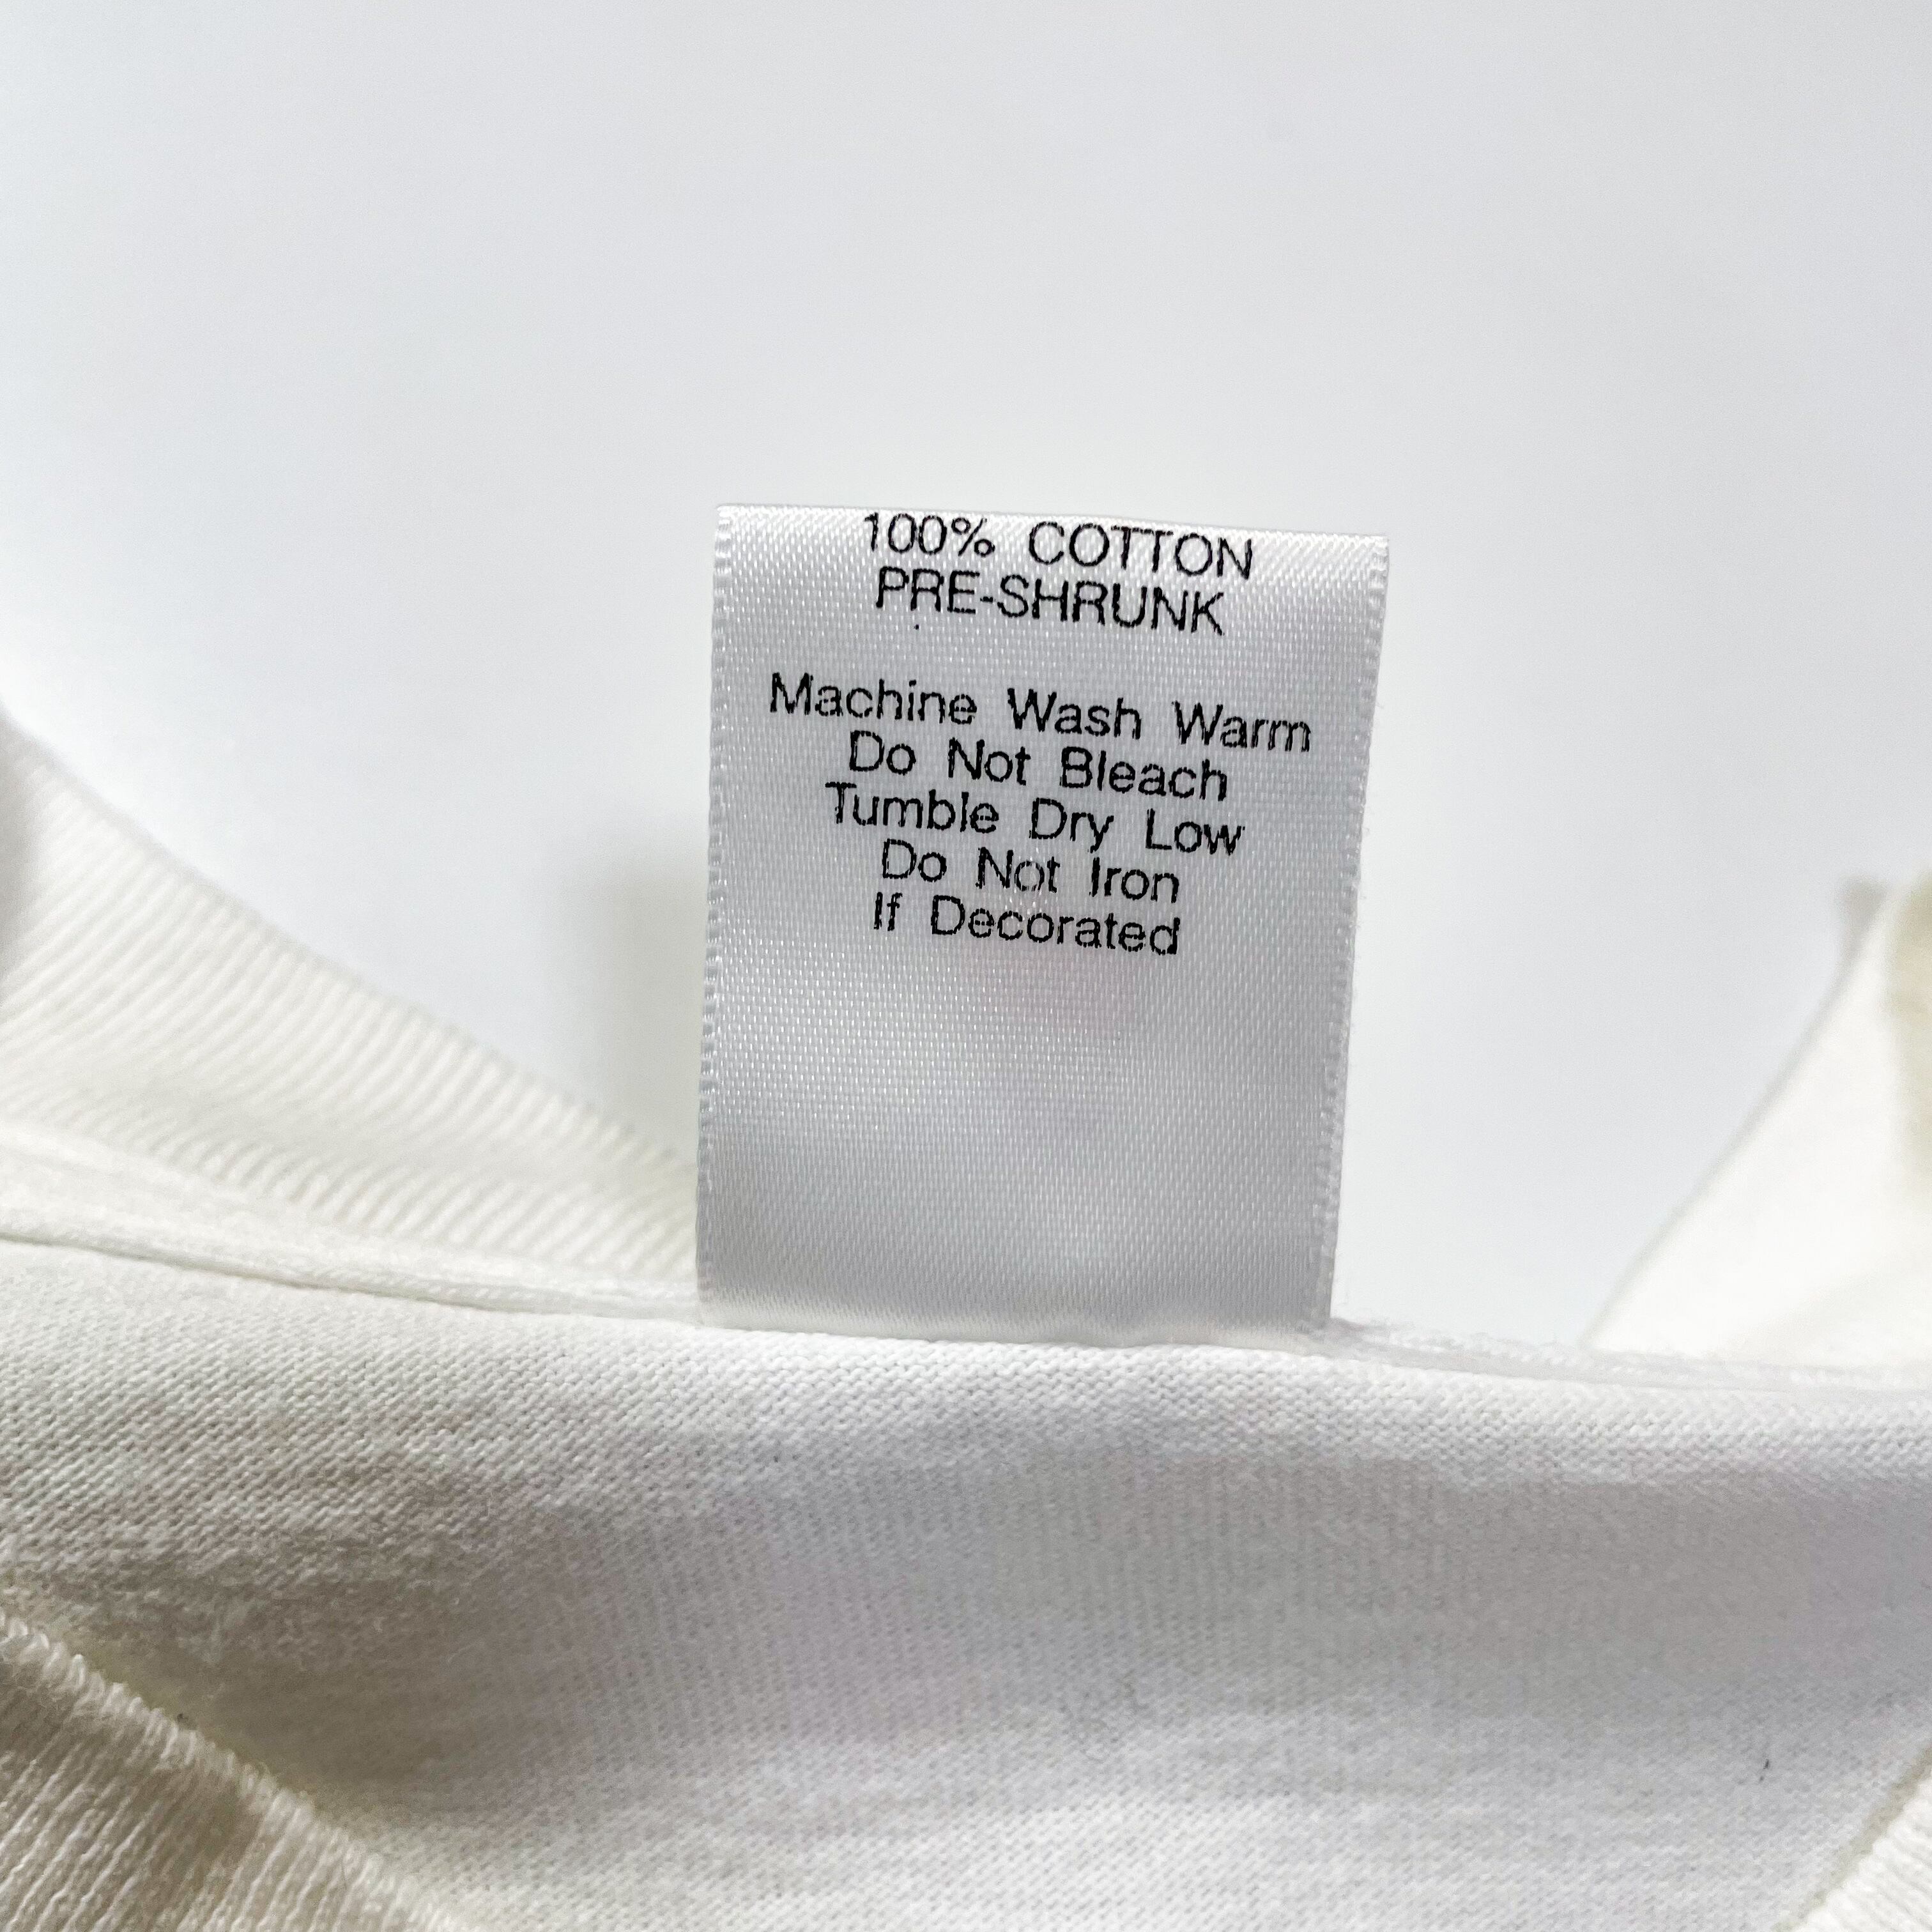 100% COTTON
PRE-SHRUNK
Machine Wash Warm
Do Not Bleach
Tumble Dry Low
Do Not Iron
If Decorated